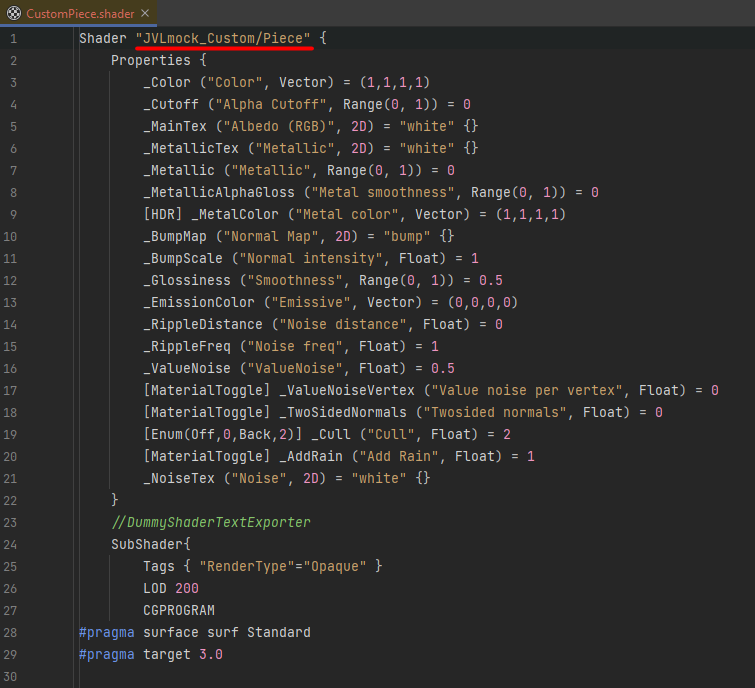 CustomPiece.shader ×
1 Shader "JVLmock_Custom/Piece" {
2 Properties {
3 _Color ("Color", Vector) = (1,1,1,1)
4 _Cutoff ("Alpha Cutoff", Range(0, 1)) = 0
5 _MainTex ("Albedo (RGB)", 2D) = "white" {}
6 _MetallicTex ("Metallic", 2D) = "white" {}
7 _Metallic ("Metallic", Range(0, 1)) = 0
8 _MetallicAlphaGloss ("Metal smoothness", Range(0, 1)) = 0
9 [HDR] _MetalColor ("Metal color", Vector) = (1,1,1,1)
10 _BumpMap ("Normal Map", 2D) = "bump" {}
11 _BumpScale ("Normal intensity", Float) = 1
12 _Glossiness ("Smoothness", Range(0, 1)) = 0.5
13 _EmissionColor ("Emissive", Vector) = (0,0,0,0)
14 _RippleDistance ("Noise distance", Float) = 0
15 _RippleFreq ("Noise freq", Float) = 1
16 _ValueNoise ("ValueNoise", Float) = 0.5
17 [MaterialToggle] _ValueNoiseVertex ("Value noise per vertex", Float) = 0
18 [MaterialToggle] _TwoSidedNormals ("Twosided normals", Float) = 0
19 [Enum(Off,0,Back,2)] _Cull ("Cull", Float) = 2
20 [MaterialToggle] _AddRain ("Add Rain", Float) = 1
21 _NoiseTex ("Noise", 2D) = "white" {}
22 }
23 //DummyShaderTextExporter
24 SubShader{
25 Tags { "RenderType"="Opaque" }
26 LOD 200
27 CGPROGRAM
28 #pragma surface surf Standard
29 #pragma target 3.0
30